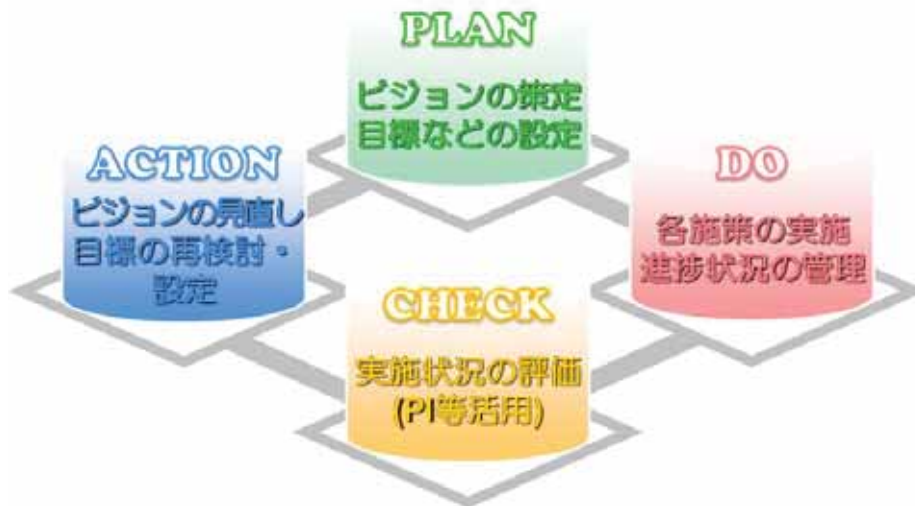 PLAN
ビジョンの策定
目標などの設定
ACTION
ビジョンの見直し
目標の再検討・
設定
DO
各施策の実施
進捗状況の管理
CHECK
実施状況の評価
(PI等活用)